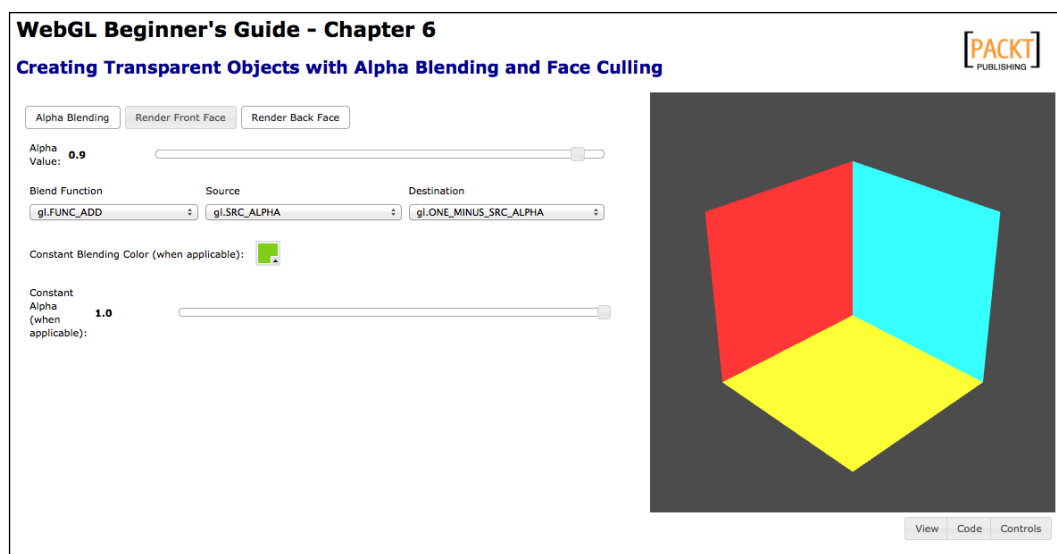 WebGL Beginner's Guide - Chapter 6
PACKT
PUBLISHING
Creating Transparent Objects with Alpha Blending and Face Culling
Alpha Blending Render Front Face Render Back Face
Alpha
Value: 0.9
Blend Function Source Destination
gl.FUNC_ADD gl.SRC_ALPHA gl.ONE_MINUS_SRC_ALPHA
Constant Blending Color (when applicable):
Constant
Alpha
(when
applicable): 1.0
View Code Controls